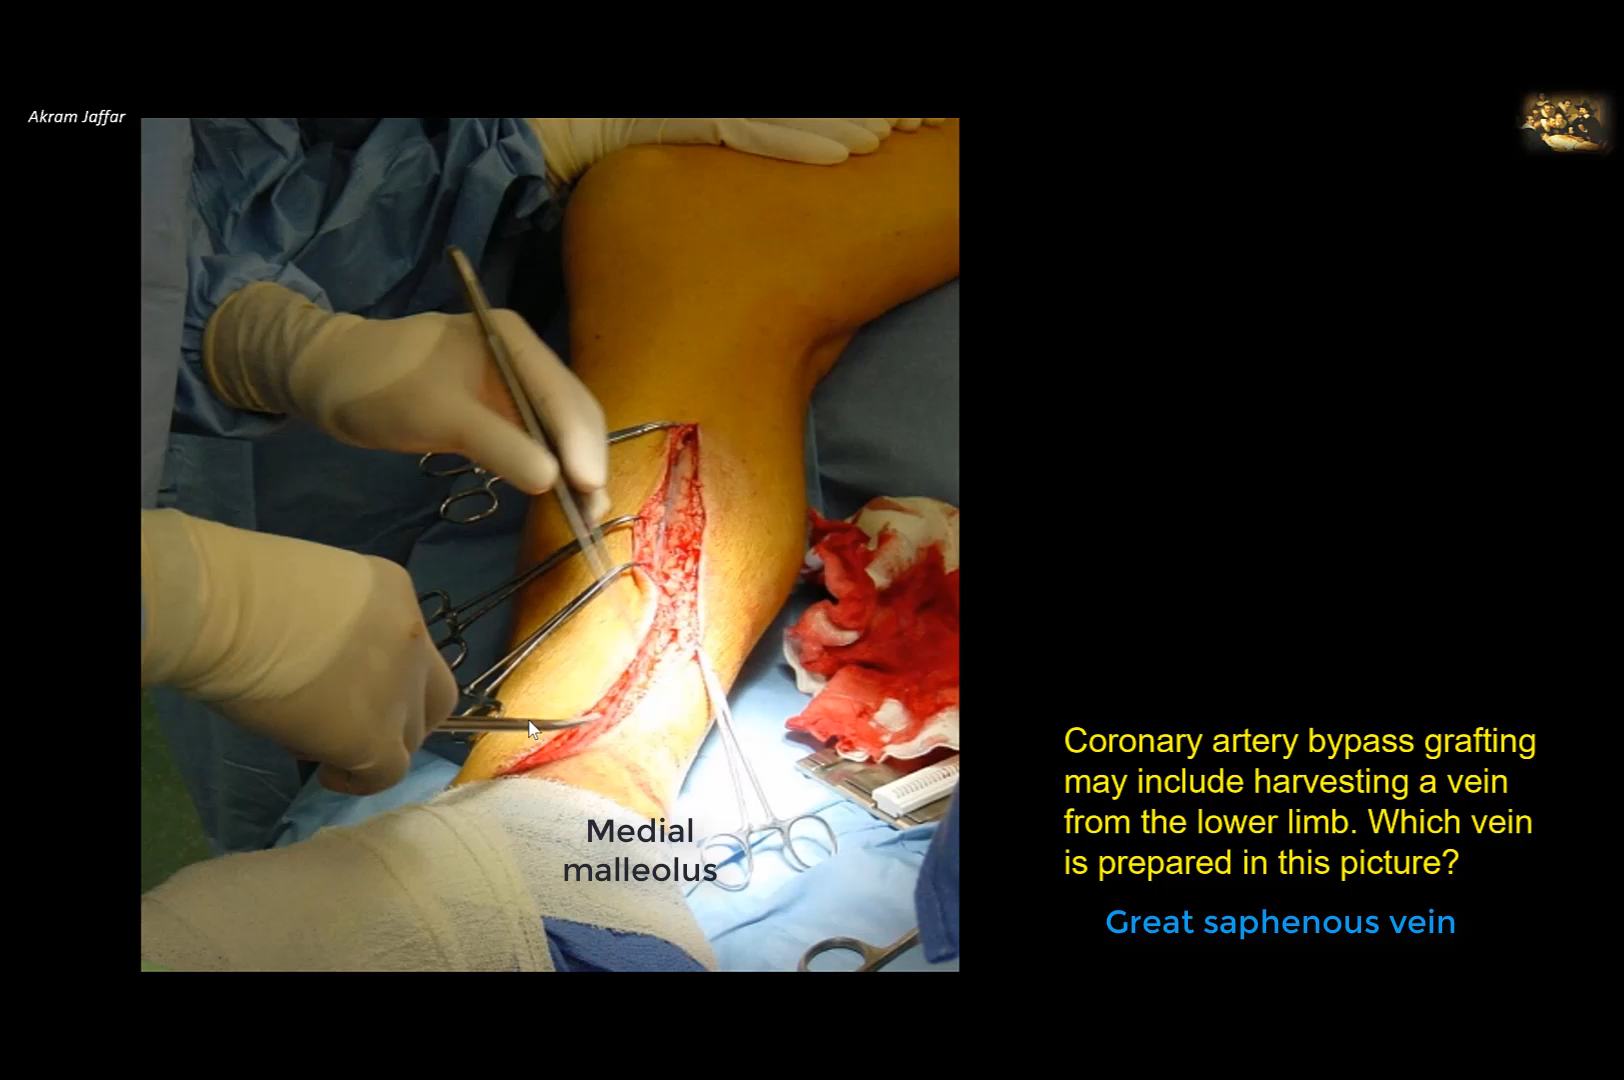 Akram Jaffar
Medial
malleolus
Coronary artery bypass grafting
may include harvesting a vein
from the lower limb. Which vein
is prepared in this picture?
Great saphenous vein